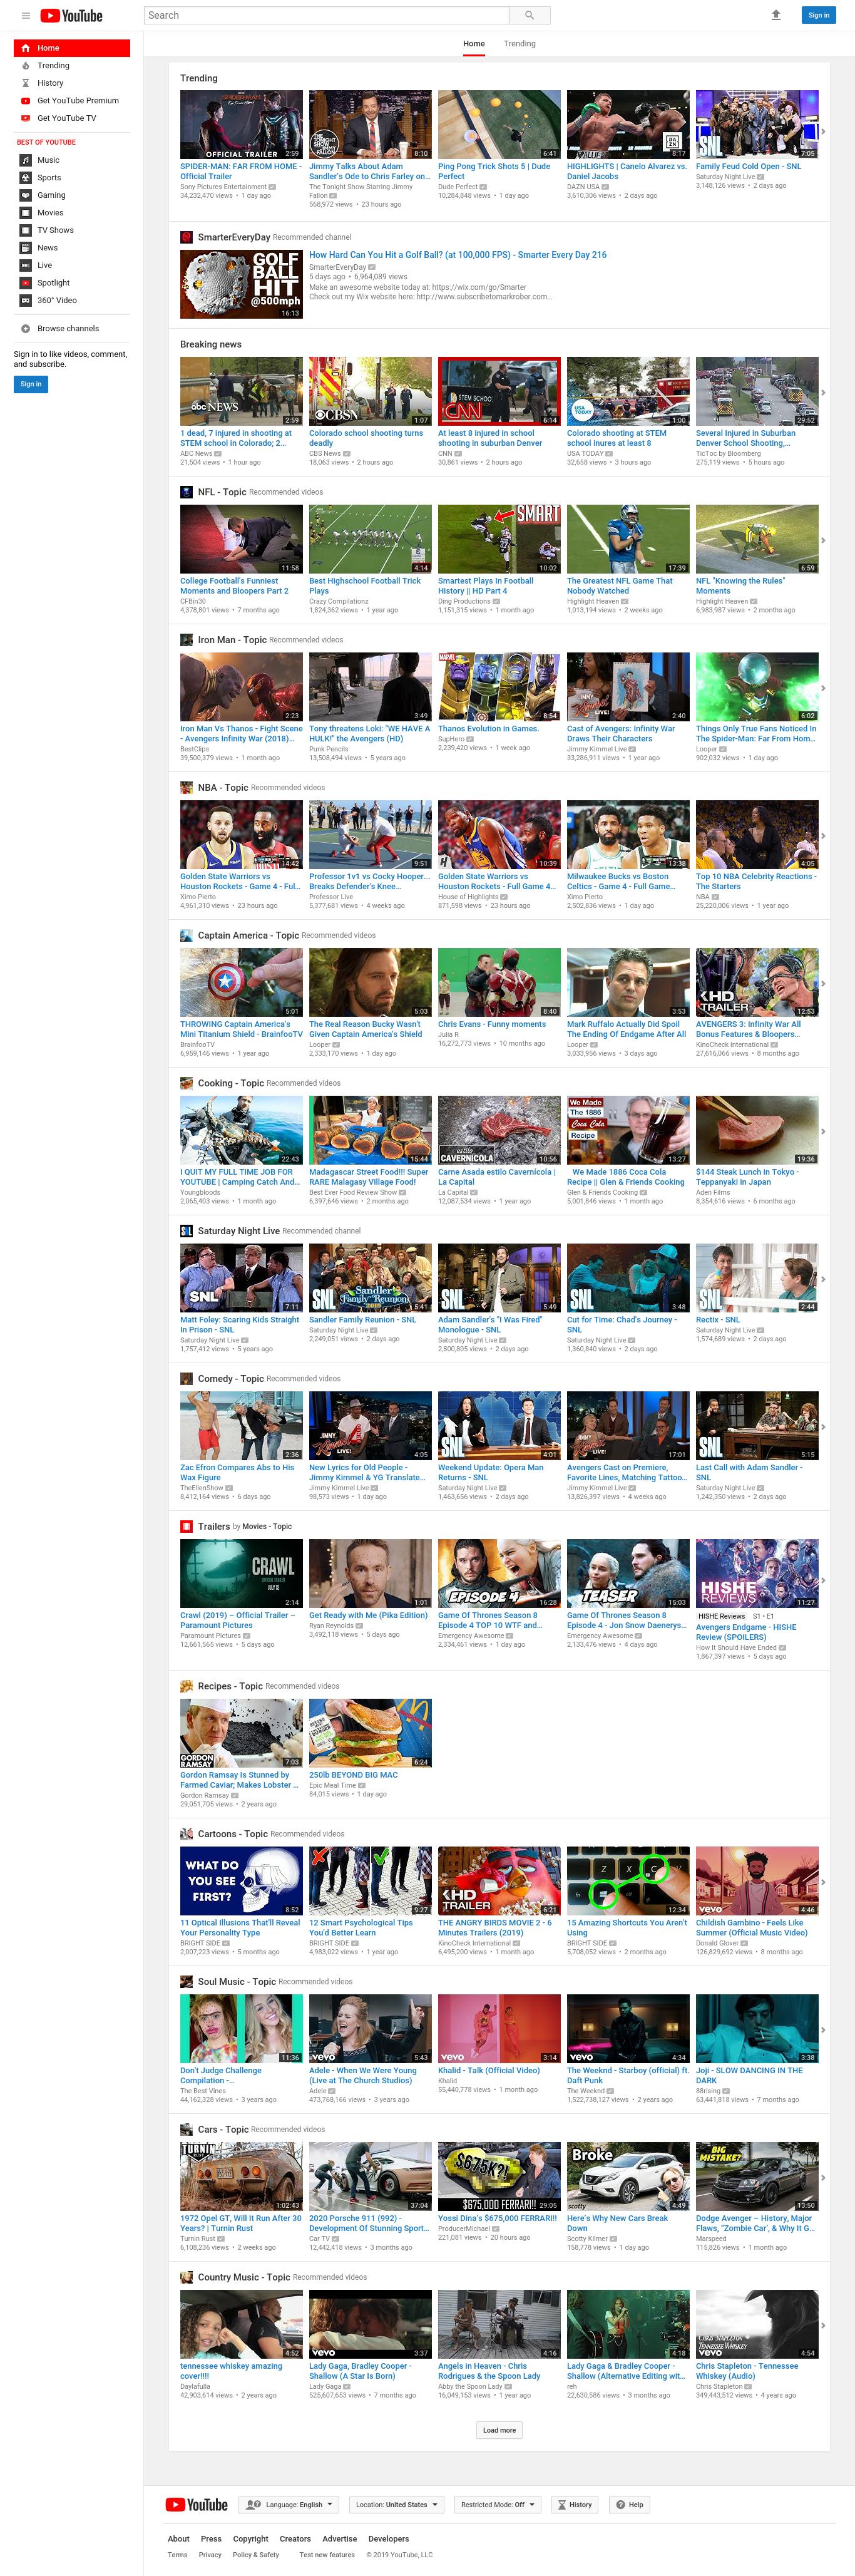 YouTube
Search
Sign in
Home
Trending
History
Get YouTube Premium
Get YouTube TV
BEST OF YOUTUBE
Music
Sports
Gaming
Movies
TV Shows
News
Live
Spotlight
360° Video
Browse channels
Sign in to like videos, comment,
and subscribe.
Sign in
Home Trending
Trending
OFFICIAL TRAILER 2:59
SPIDER-MAN: FAR FROM HOME -
Official Trailer
Sony Pictures Entertainment
34,232,470 views • 1 day ago
8:10
Jimmy Talks About Adam
Sandler's Ode to Chris Farley on...
The Tonight Show Starring Jimmy
Fallon
568,972 views • 23 hours ago
6:41
Ping Pong Trick Shots 5 | Dude
Perfect
Dude Perfect
10,284,848 views • 1 day ago
8:17
HIGHLIGHTS | Canelo Alvarez vs.
Daniel Jacobs
DAZN USA
3,610,306 views • 2 days ago
7:05
Family Feud Cold Open - SNL
Saturday Night Live
3,148,126 views • 2 days ago
SmarterEveryDay Recommended channel
GOLF
BALL
HIT
@500mph
16:13
How Hard Can You Hit a Golf Ball? (at 100,000 FPS) - Smarter Every Day 216
SmarterEveryDay
5 days ago • 6,964,089 views
Make an awesome website today at: https://wix.com/go/Smarter
Check out my Wix website here: http://www.subscribetomarkrober.com...
Breaking news
abc NEWS 2:59
1 dead, 7 injured in shooting at
STEM school in Colorado; 2...
ABC News
21,504 views • 1 hour ago
CBSN 1:07
Colorado school shooting turns
deadly
CBS News
18,063 views • 2 hours ago
STEM SCHOOL
CNN 6:14
At least 8 injured in school
shooting in suburban Denver
CNN
30,861 views • 2 hours ago
USA TODAY 1:00
Colorado shooting at STEM
school inures at least 8
USA TODAY
32,658 views • 3 hours ago
29:52
Several Injured in Suburban
Denver School Shooting,...
TicToc by Bloomberg
275,119 views • 5 hours ago
NFL - Topic Recommended videos
11:58
College Football's Funniest
Moments and Bloopers Part 2
CFBin30
4,378,801 views • 7 months ago
4:14
Best Highschool Football Trick
Plays
Crazy Compilationz
1,824,362 views • 1 year ago
SMART
10:02
Smartest Plays In Football
History || HD Part 4
Ding Productions
1,151,315 views • 1 month ago
17:39
The Greatest NFL Game That
Nobody Watched
Highlight Heaven
1,013,194 views • 2 weeks ago
6:59
NFL "Knowing the Rules"
Moments
Highlight Heaven
6,983,987 views • 2 months ago
Iron Man - Topic Recommended videos
2:23
Iron Man Vs Thanos - Fight Scene
- Avengers Infinity War (2018)...
BestClips
39,500,379 views • 1 month ago
3:49
Tony threatens Loki: "WE HAVE A
HULK!" the Avengers (HD)
Punk Pencils
13,508,494 views • 5 years ago
MARVEL
8:54
Thanos Evolution in Games.
SupHero
2,239,420 views • 1 week ago
LIVE! 2:40
Cast of Avengers: Infinity War
Draws Their Characters
Jimmy Kimmel Live
33,286,911 views • 1 year ago
6:02
Things Only True Fans Noticed In
The Spider-Man: Far From Hom...
Looper
902,032 views • 1 day ago
NBA - Topic Recommended videos
14:42
Golden State Warriors vs
Houston Rockets - Game 4 - Ful...
Ximo Pierto
4,961,310 views • 23 hours ago
9:51
Professor 1v1 vs Cocky Hooper...
Breaks Defender's Knee...
Professor Live
5,377,681 views • 4 weeks ago
10:39
Golden State Warriors vs
Houston Rockets - Full Game 4...
House of Highlights
871,598 views • 23 hours ago
13:38
Milwaukee Bucks vs Boston
Celtics - Game 4 - Full Game...
Ximo Pierto
2,502,836 views • 1 day ago
4:05
Top 10 NBA Celebrity Reactions -
The Starters
NBA
25,220,006 views • 1 year ago
Captain America - Topic Recommended videos
5:01
THROWING Captain America's
Mini Titanium Shield - BrainfooTV
BrainfooTV
6,959,146 views • 1 year ago
5:03
The Real Reason Bucky Wasn't
Given Captain America's Shield
Looper
2,333,170 views • 1 day ago
8:40
Chris Evans - Funny moments
Julia R
16,272,773 views • 10 months ago
3:53
Mark Ruffalo Actually Did Spoil
The Ending Of Endgame After All
Looper
3,033,956 views • 3 days ago
HD
TRAILER 12:53
AVENGERS 3: Infinity War All
Bonus Features & Bloopers...
KinoCheck International
27,616,066 views • 8 months ago
Cooking - Topic Recommended videos
22:43
I QUIT MY FULL TIME JOB FOR
YOUTUBE | Camping Catch And...
Youngbloods
2,065,403 views • 1 month ago
15:44
Madagascar Street Food!!! Super
RARE Malagasy Village Food!
Best Ever Food Review Show
6,397,646 views • 2 months ago
estilo
CAVERNICOLA 10:56
Carne Asada estilo Cavernícola |
La Capital
La Capital
12,087,534 views • 1 year ago
We Made
The 1886
Coca Cola
Recipe
13:27
We Made 1886 Coca Cola
Recipe || Glen & Friends Cooking
Glen & Friends Cooking
5,001,846 views • 1 month ago
19:36
$144 Steak Lunch in Tokyo -
Teppanyaki in Japan
Aden Films
8,354,616 views • 6 months ago
Saturday Night Live Recommended channel
SNL 7:11
Matt Foley: Scaring Kids Straight
In Prison - SNL
Saturday Night Live
1,757,412 views • 5 years ago
Sandler
Family Reunion
2019
SNL 5:41
Sandler Family Reunion - SNL
Saturday Night Live
2,249,051 views • 2 days ago
SNL 5:49
Adam Sandler's "I Was Fired"
Monologue - SNL
Saturday Night Live
2,800,805 views • 2 days ago
SNL 3:48
Cut for Time: Chad's Journey -
SNL
Saturday Night Live
1,360,840 views • 2 days ago
SNL 2:44
Rectix - SNL
Saturday Night Live
1,574,689 views • 2 days ago
Comedy - Topic Recommended videos
2:36
Zac Efron Compares Abs to His
Wax Figure
TheEllenShow
8,412,164 views • 6 days ago
JIMMY KIMMEL LIVE! 4:05
New Lyrics for Old People -
Jimmy Kimmel & YG Translate...
Jimmy Kimmel Live
98,573 views • 1 day ago
SNL 4:01
Weekend Update: Opera Man
Returns - SNL
Saturday Night Live
1,463,656 views • 2 days ago
JIMMY KIMMEL LIVE! 17:01
Avengers Cast on Premiere,
Favorite Lines, Matching Tattoo...
Jimmy Kimmel Live
13,826,397 views • 4 weeks ago
SNL 5:15
Last Call with Adam Sandler -
SNL
Saturday Night Live
1,242,350 views • 2 days ago
Trailers by Movies - Topic
CRAWL
JULY 12
2:14
Crawl (2019) – Official Trailer –
Paramount Pictures
Paramount Pictures
12,661,565 views • 5 days ago
1:01
Get Ready with Me (Pika Edition)
Ryan Reynolds
3,492,118 views • 5 days ago
EPISODE 4 16:28
Game Of Thrones Season 8
Episode 4 TOP 10 WTF and...
Emergency Awesome
2,334,461 views • 1 day ago
TEASER 15:03
Game Of Thrones Season 8
Episode 4 - Jon Snow Daenerys...
Emergency Awesome
2,133,476 views • 4 days ago
HISHE
REVIEWS 11:27
HISHE Reviews S1 • E1
Avengers Endgame - HISHE
Review (SPOILERS)
How It Should Have Ended
1,867,397 views • 5 days ago
Recipes - Topic Recommended videos
GORDON
RAMSAY 7:03
Gordon Ramsay Is Stunned by
Farmed Caviar; Makes Lobster ...
Gordon Ramsay
29,051,705 views • 2 years ago
6:24
250lb BEYOND BIG MAC
Epic Meal Time
84,015 views • 1 day ago
Cartoons - Topic Recommended videos
WHAT DO
YOU SEE
FIRST?
8:52
11 Optical Illusions That'll Reveal
Your Personality Type
BRIGHT SIDE
2,007,223 views • 5 months ago
9:27
12 Smart Psychological Tips
You'd Better Learn
BRIGHT SIDE
4,983,022 views • 1 year ago
HD
TRAILER 6:21
THE ANGRY BIRDS MOVIE 2 - 6
Minutes Trailers (2019)
KinoCheck International
6,495,200 views • 1 month ago
Z X C
12:34
15 Amazing Shortcuts You Aren't
Using
BRIGHT SIDE
5,708,052 views • 2 months ago
vevo 4:46
Childish Gambino - Feels Like
Summer (Official Music Video)
Donald Glover
126,829,692 views • 8 months ago
Soul Music - Topic Recommended videos
11:36
Don't Judge Challenge
Compilation -...
The Best Vines
44,162,328 views • 3 years ago
vevo 5:43
Adele - When We Were Young
(Live at The Church Studios)
Adele
473,768,166 views • 3 years ago
vevo 3:14
Khalid - Talk (Official Video)
Khalid
55,440,778 views • 1 month ago
vevo 4:34
The Weeknd - Starboy (official) ft.
Daft Punk
The Weeknd
1,522,738,127 views • 2 years ago
3:38
Joji - SLOW DANCING IN THE
DARK
88rising
63,441,818 views • 7 months ago
Cars - Topic Recommended videos
TURNIN
1:02:43
1972 Opel GT, Will It Run After 30
Years? | Turnin Rust
Turnin Rust
6,108,236 views • 2 weeks ago
37:04
2020 Porsche 911 (992) -
Development Of Stunning Sport...
Car TV
12,442,418 views • 3 months ago
$675K?!
$675,000 FERRARI!!! 29:05
Yossi Dina's $675,000 FERRARI!!
ProducerMichael
221,081 views • 20 hours ago
Broke
scotty 4:49
Here's Why New Cars Break
Down
Scotty Kilmer
158,778 views • 1 day ago
BIG
MISTAKE?
13:50
Dodge Avenger – History, Major
Flaws, "Zombie Car', & Why It G...
Marspeed
115,826 views • 1 month ago
Country Music - Topic Recommended videos
4:52
tennessee whiskey amazing
cover!!!!
Daylafulla
42,903,614 views • 2 years ago
vevo 3:37
Lady Gaga, Bradley Cooper -
Shallow (A Star Is Born)
Lady Gaga
525,607,653 views • 7 months ago
4:16
Angels in Heaven - Chris
Rodrigues & the Spoon Lady
Abby the Spoon Lady
16,049,153 views • 1 year ago
4:18
Lady Gaga & Bradley Cooper -
Shallow (Alternative Editing wit...
reh
22,630,586 views • 3 months ago
CHRIS STAPLETON
TENNESSEE WHISKEY
vevo 4:54
Chris Stapleton - Tennessee
Whiskey (Audio)
Chris Stapleton
349,443,512 views • 4 years ago
Load more
YouTube Language: English Location: United States Restricted Mode: Off History Help
About Press Copyright Creators Advertise Developers
Terms Privacy Policy & Safety Test new features © 2019 YouTube, LLC